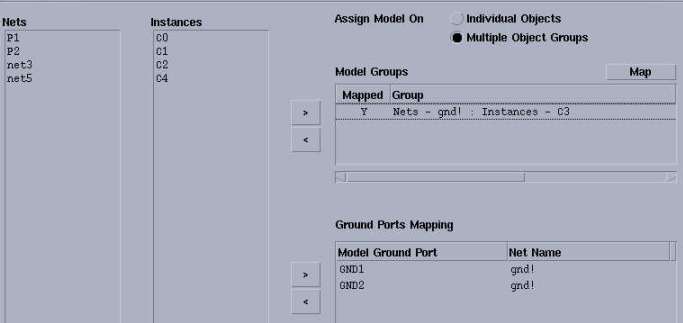 Nets
P1
P2
net3
net5
Instances
C0
C1
C2
C4
Assign Model On
Individual Objects
Multiple Object Groups
Model Groups
Map
Mapped Group
Y Nets - gnd! : Instances - C3
>
<
Ground Ports Mapping
Model Ground Port Net Name
GND1 gnd!
GND2 gnd!
>
<